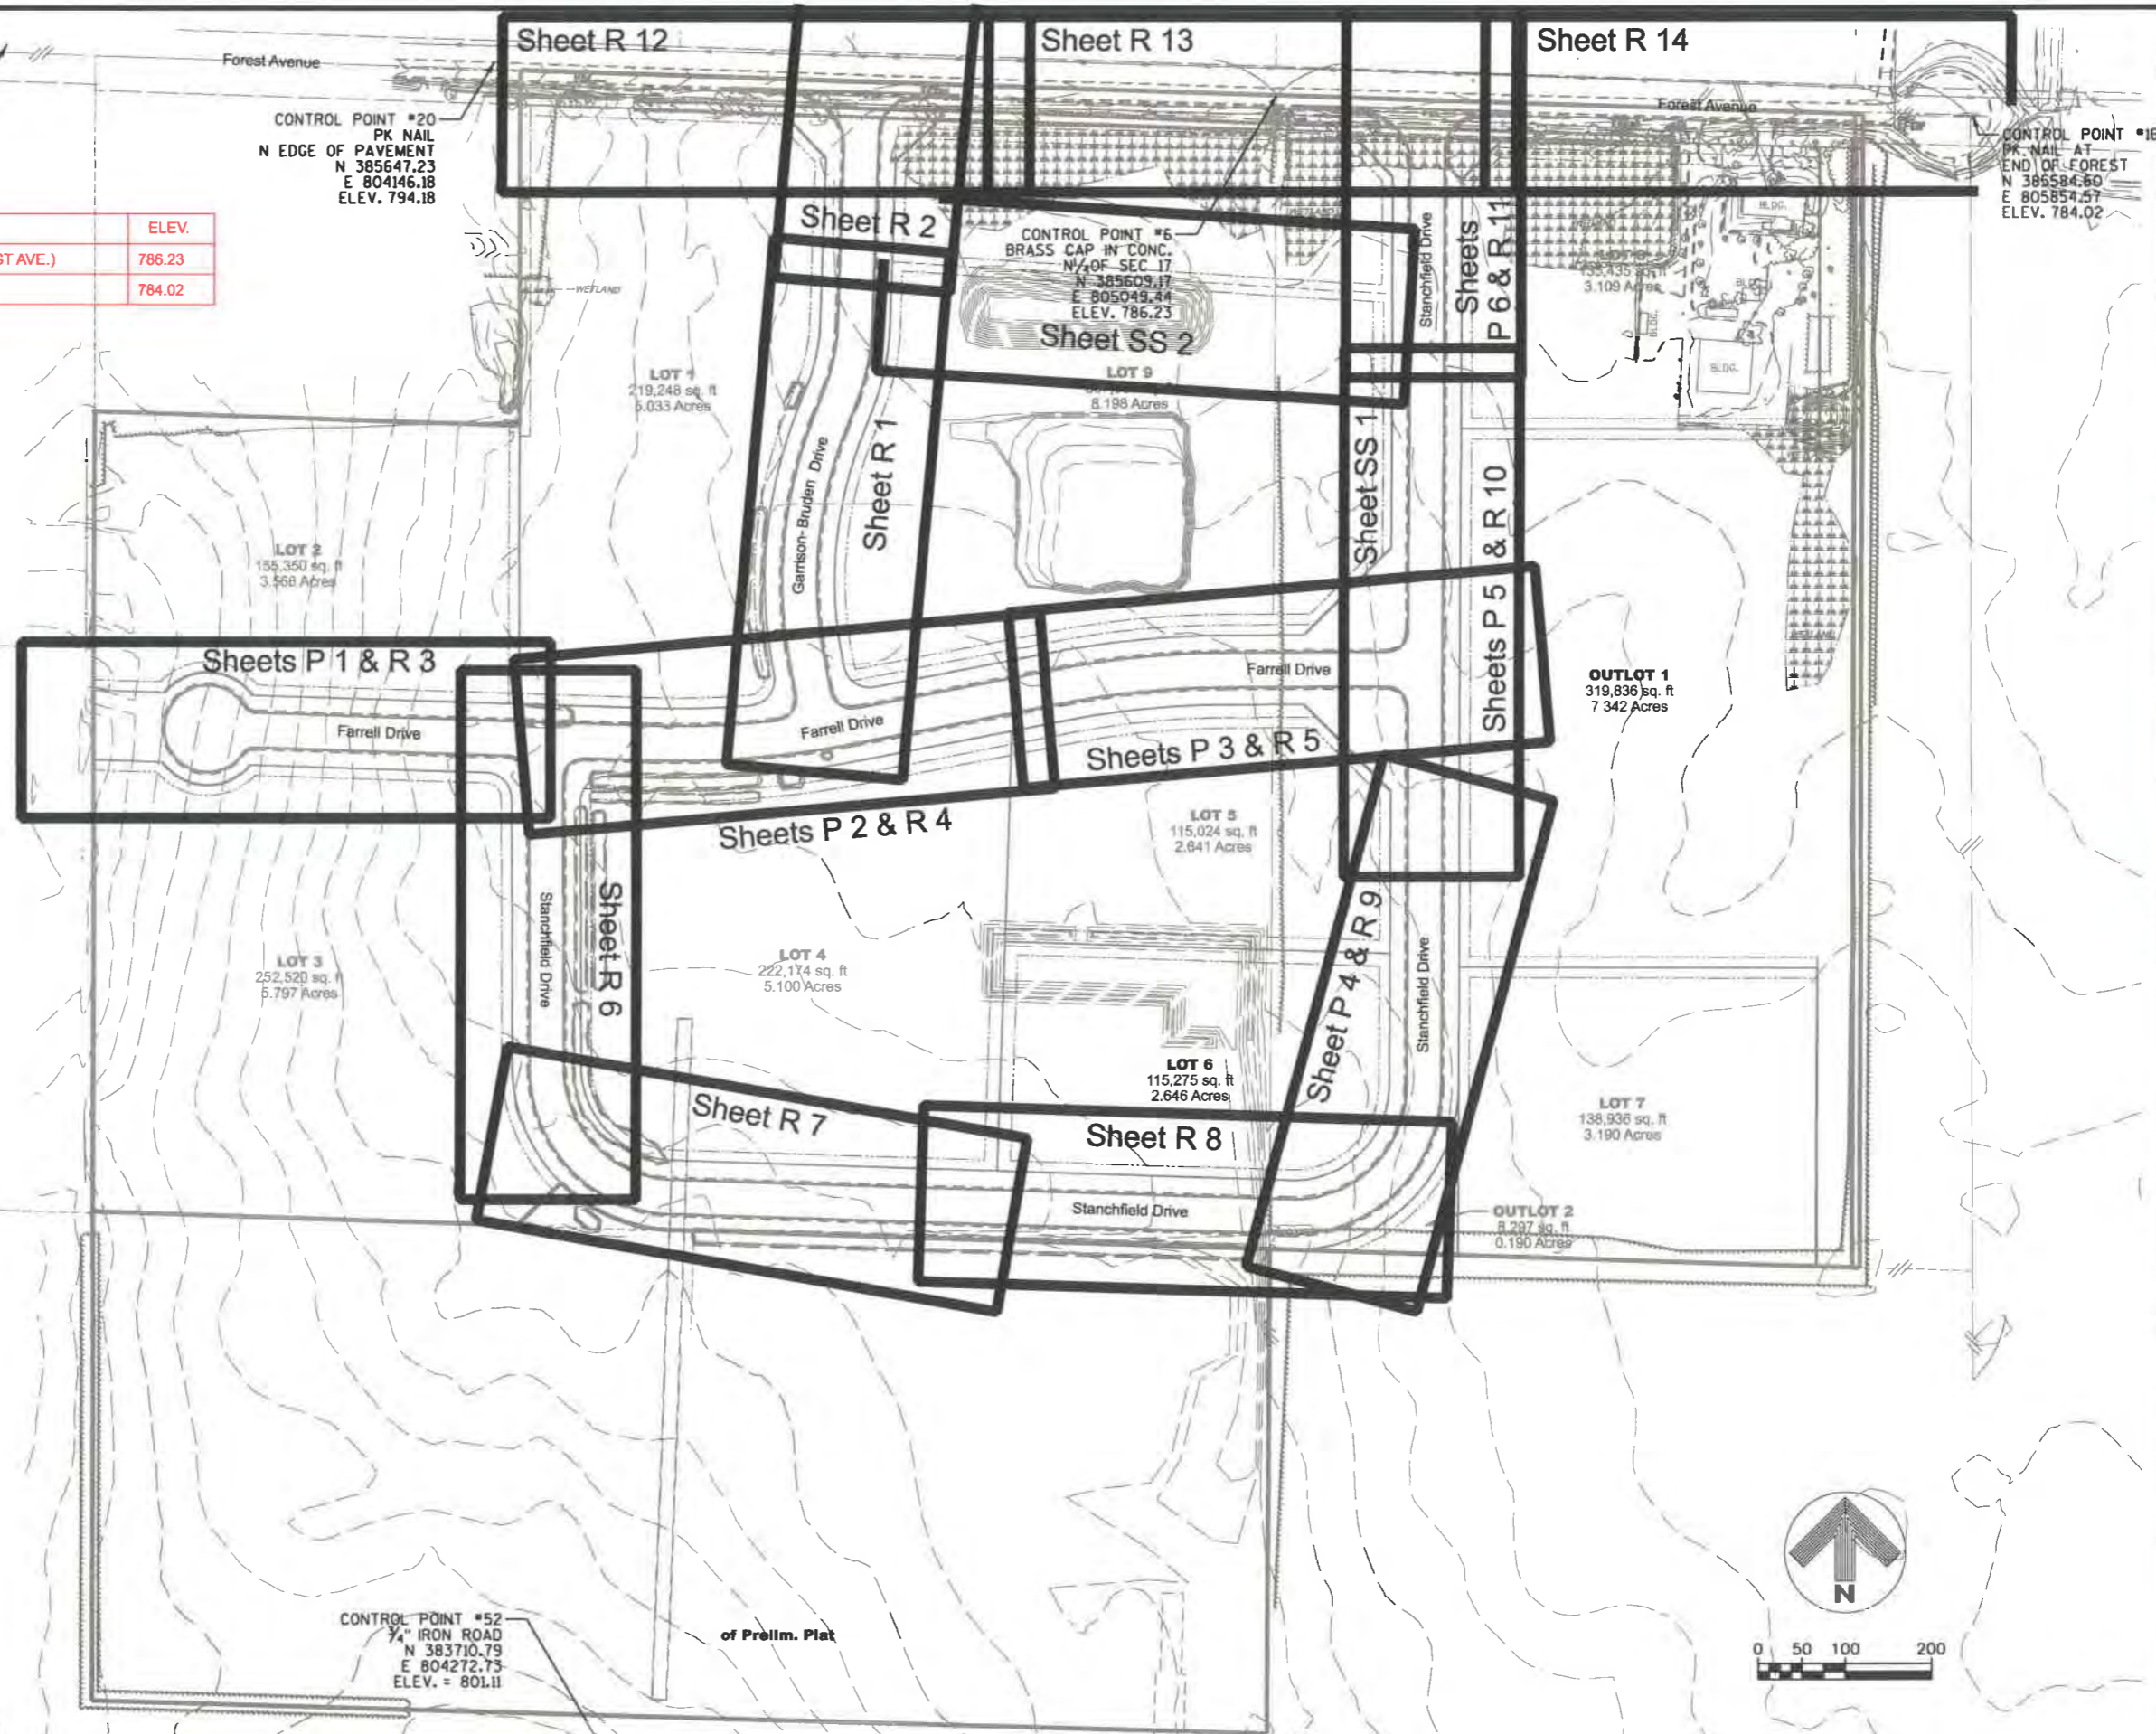 Sheet R 12
Sheet R 13
Sheet R 14
Forest Avenue
Forest Avenue
CONTROL POINT #20
PK NAIL
N EDGE OF PAVEMENT
N 385647.23
E 804146.18
ELEV. 794.18
CONTROL POINT #16
PK NAIL AT
END OF FOREST
N 385584.60
E 805854.57
ELEV. 784.02
ELEV.
ST AVE.)
786.23
784.02
Sheet R 2
CONTROL POINT #6
BRASS CAP IN CONC.
N¼ OF SEC 17
N 385609.17
E 805049.44
ELEV. 786.23
Sheet SS 2
Stanchfield Drive
Sheets
P 6 & R 11
WETLAND
WETLAND
BLDG.
BLDG.
BLDG.
BLDG.
3.109 Acres
LOT 1
219,248 sq. ft
5.033 Acres
LOT 9
8.198 Acres
Garrison-Bruden Drive
Sheet R 1
Sheet SS 1
Sheets P 5 & R 10
LOT 2
155,350 sq. ft
3.568 Acres
Sheets P 1 & R 3
Farrell Drive
Farrell Drive
Farrell Drive
Sheets P 3 & R 5
Sheets P 2 & R 4
OUTLOT 1
319,836 sq. ft
7 342 Acres
LOT 5
115,024 sq. ft
2.641 Acres
Stanchfield Drive
Sheet R 6
LOT 3
252,520 sq. ft
5.797 Acres
LOT 4
222,174 sq. ft
5.100 Acres
Sheet P 4 & R 9
Stanchfield Drive
LOT 6
115,275 sq. ft
2.646 Acres
Sheet R 7
Sheet R 8
LOT 7
138,936 sq. ft
3.190 Acres
Stanchfield Drive
OUTLOT 2
8,297 sq. ft
0.190 Acres
CONTROL POINT #52
¾" IRON ROAD
N 383710.79
E 804272.73
ELEV. = 801.11
of Prelim. Plat
N
0 50 100 200